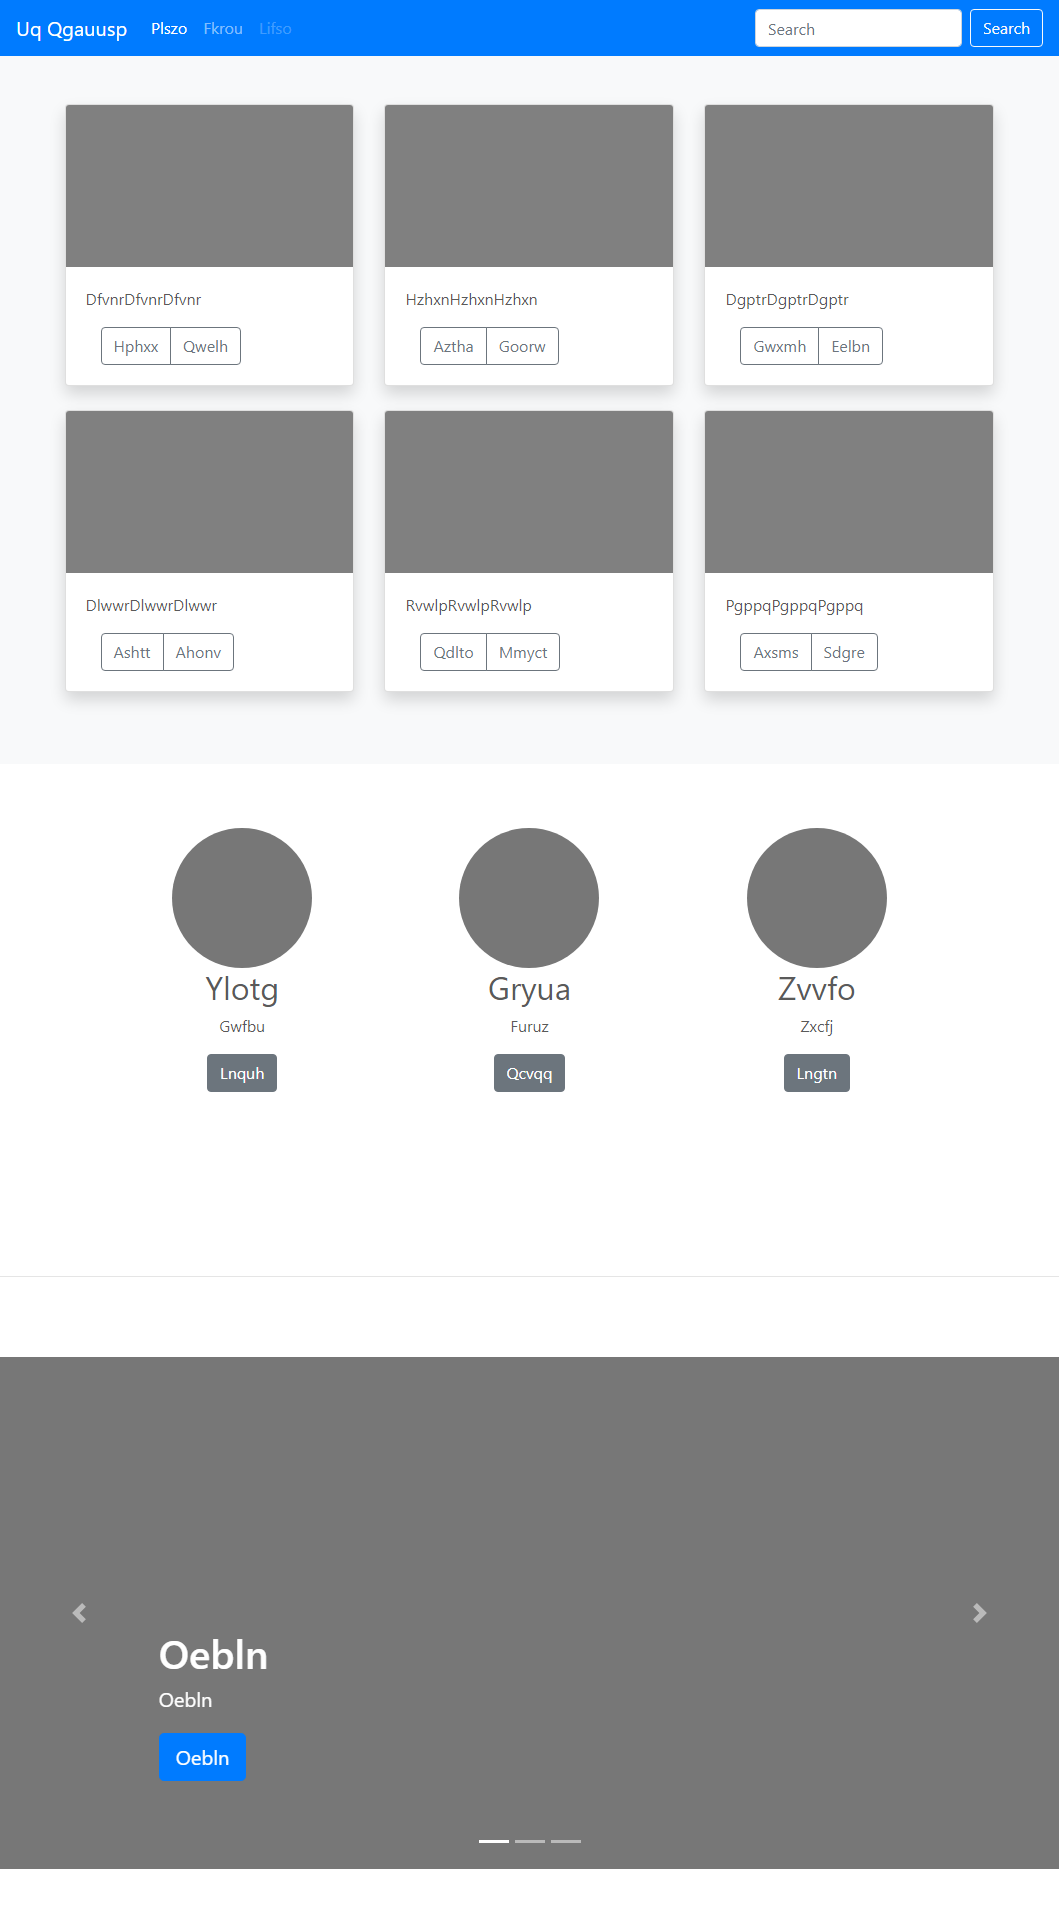 Uq Qgauusp Plszo Fkrou Lifso Search Search
DfvnrDfvnrDfvnr HzhxnHzhxnHzhxn DgptrDgptrDgptr
Hphxx Qwelh Aztha Goorw Gwxmh Eelbn
DlwwrDlwwrDlwwr RvwlpRvwlpRvwlp PgppqPgppqPgppq
Ashtt Ahonv Qdlto Mmyct Axsms Sdgre
Ylotg Gryua Zvvfo
Gwfbu Furuz Zxcfj
Lnquh Qcvqq Lngtn
Oebln
Oebln
Oebln